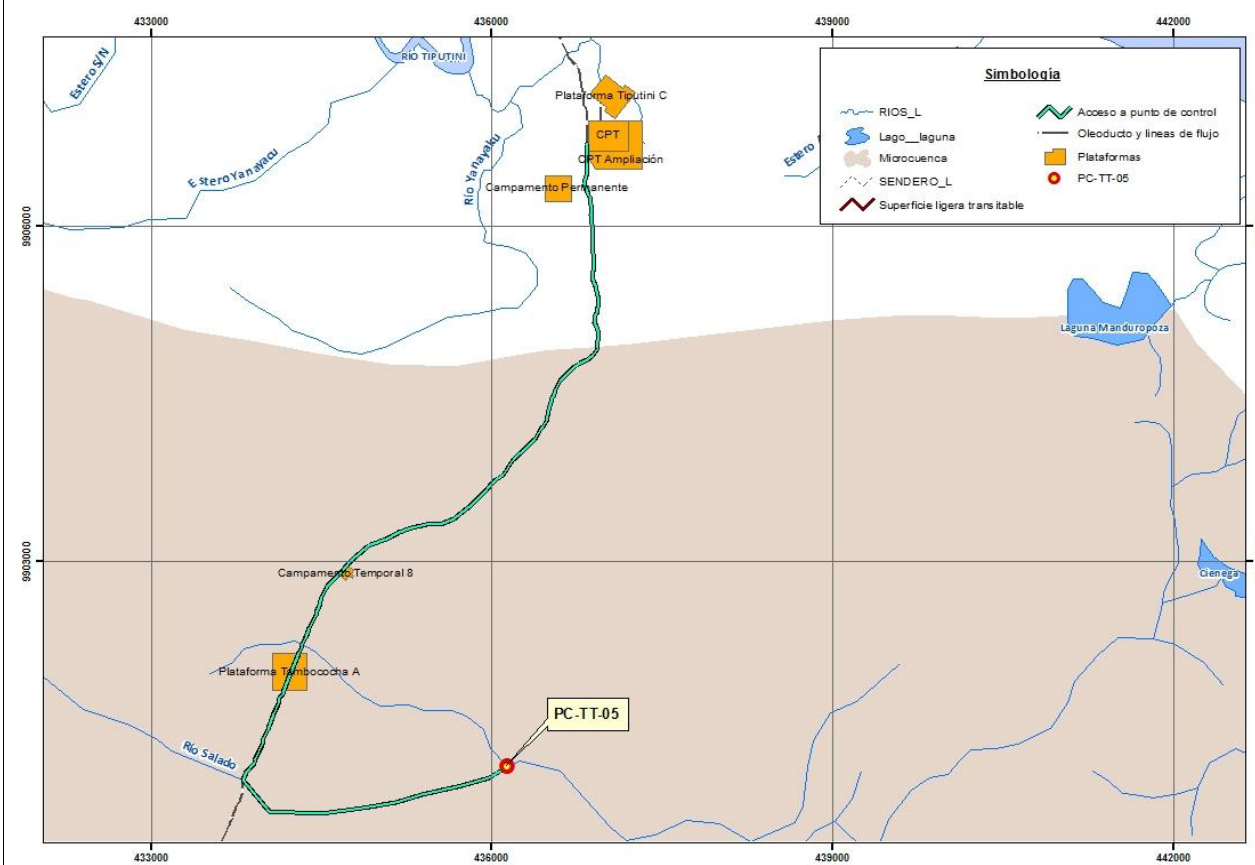 433000
436000
439000
442000
Estero S/N
RÍO TIPUTINI
Simbología
RIOS_L
Lago__laguna
Microcuenca
SENDERO_L
Superficie ligera transitable
Acceso a punto de control
Oleoducto y lineas de flujo
Plataformas
PC-TT-05
Plataforma Tiputini C
CPT
CPT Ampliación
Estero
Campamento Permanente
Estero Yanayacu
Río Yanayaku
9906000
Laguna Manduropoza
9903000
Campamento Temporal 8
Cienega
Plataforma Tambococha A
PC-TT-05
Río Salado
433000
436000
439000
442000